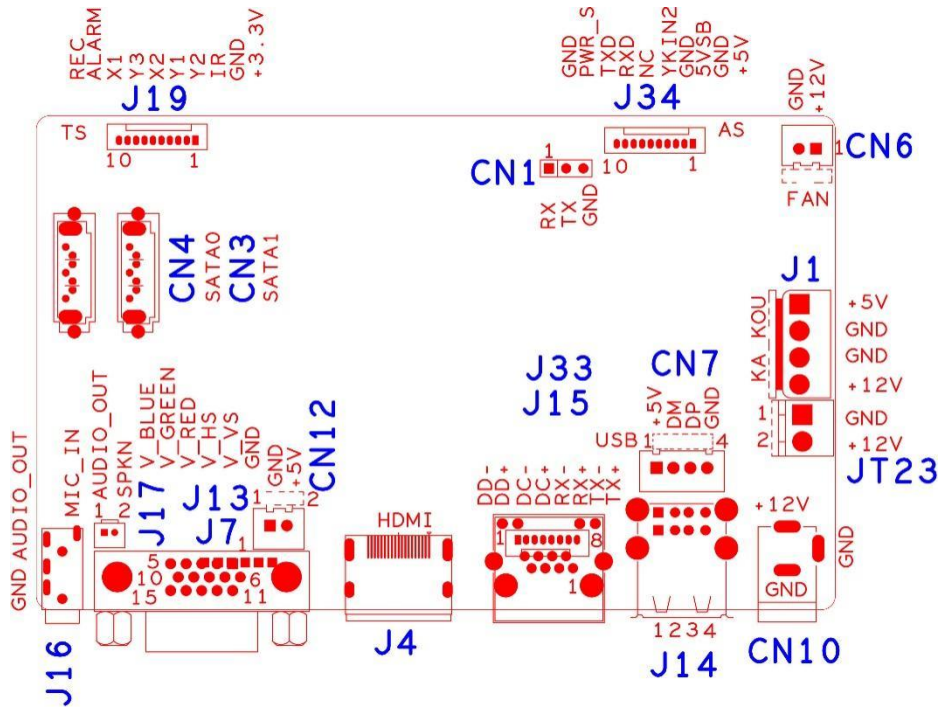 REC
ALARM
X1
Y3
X2
Y1
Y2
IR
GND
+3.3V
J19
TS
10 1
GND
PWR_S
TXD
RXD
NC
YKIN2
GND
5VSB
GND
+5V
J34
AS
10 1
GND
+12V
CN6
1
FAN
CN1
1
RX
TX
GND
CN4
SATA0
CN3
SATA1
J1
KA_KOU
+5V
GND
GND
+12V
1 GND
2 +12V
JT23
J33
J15
CN7
+5V
DM
DP
GND
USB 1 4
GND AUDIO_OUT
MIC_IN
AUDIO_OUT
SPKN
1 2
J17
V_BLUE
V_GREEN
V_RED
V_HS
V_VS
GND
J13
J7
GND
+5V
CN12
1 2
1
5
10 6
15 11
HDMI
DD-
DD+
DC-
DC+
RX-
RX+
TX-
TX+
1 8
1
+12V
GND
GND
1234
J16
J4
J14
CN10